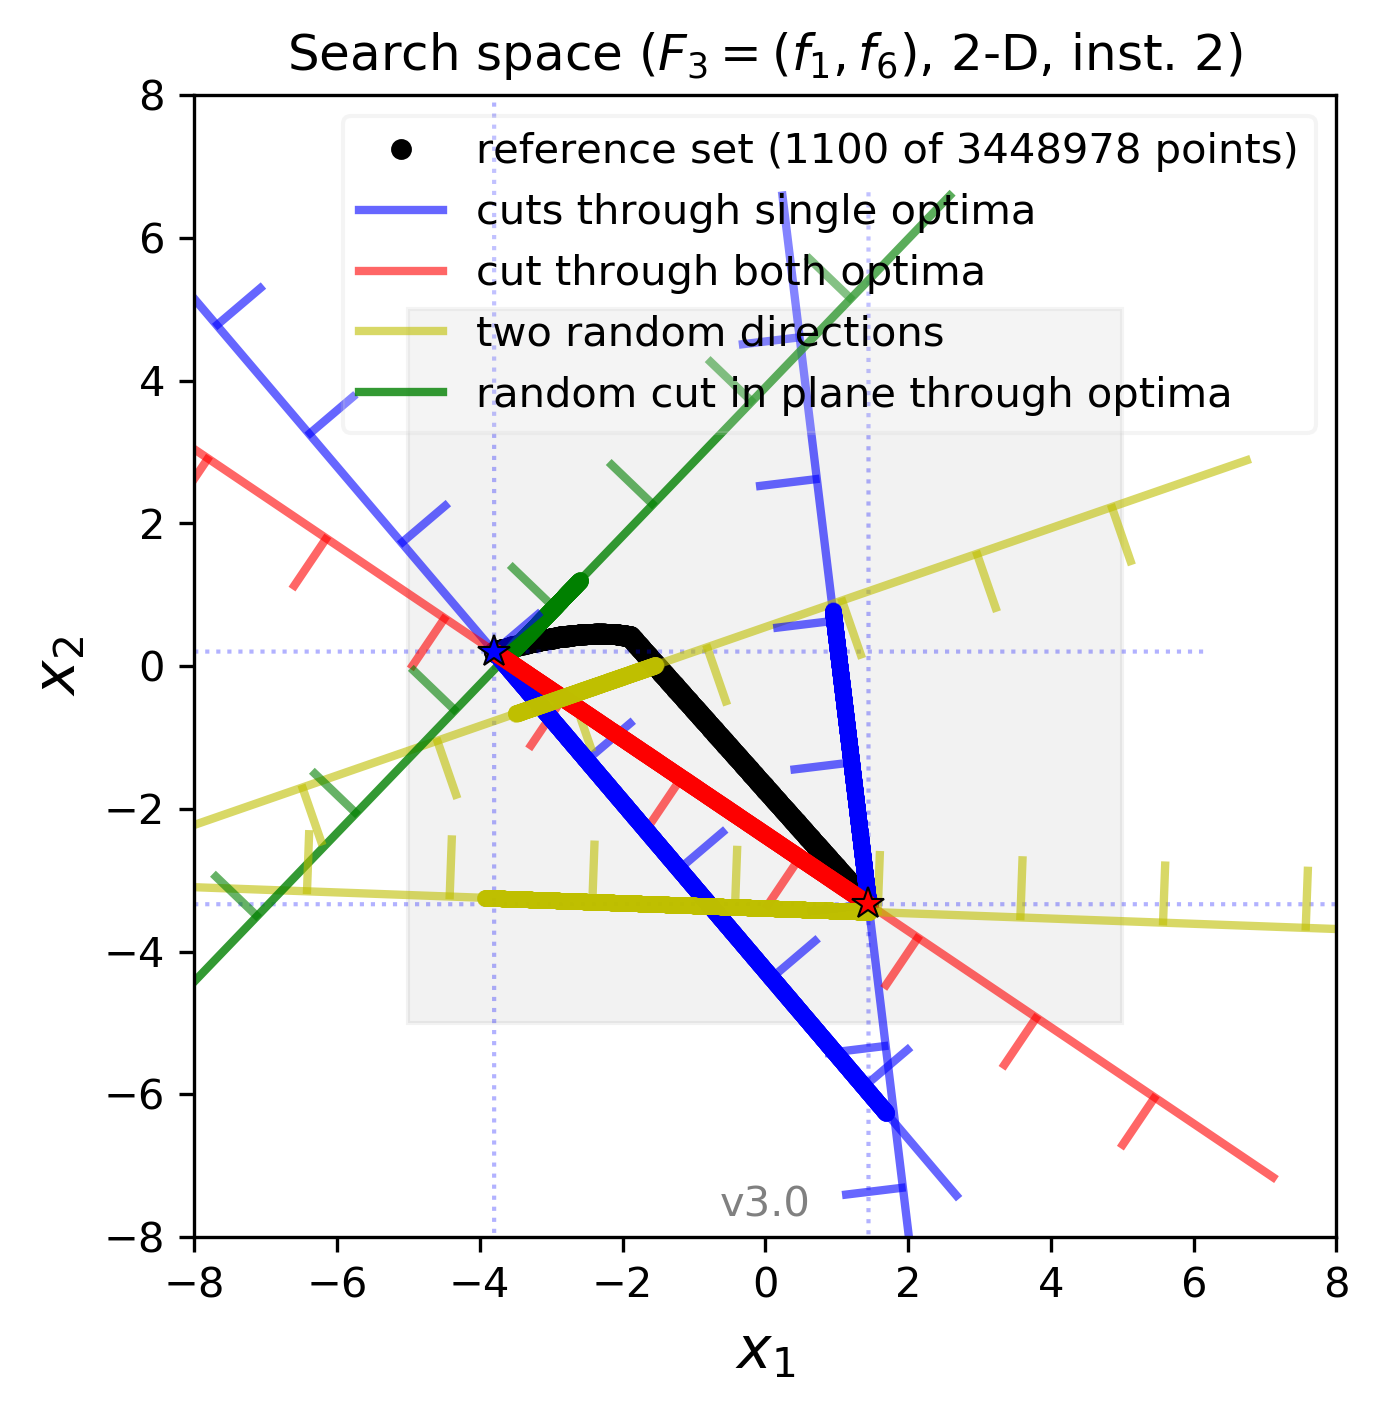 Search space (F₃ = (f₁, f₆), 2-D, inst. 2)
8
6
4
2
0
−2
−4
−6
−8
x₂
reference set (1100 of 3448978 points)
cuts through single optima
cut through both optima
two random directions
random cut in plane through optima
v3.0
−8 −6 −4 −2 0 2 4 6 8
x₁